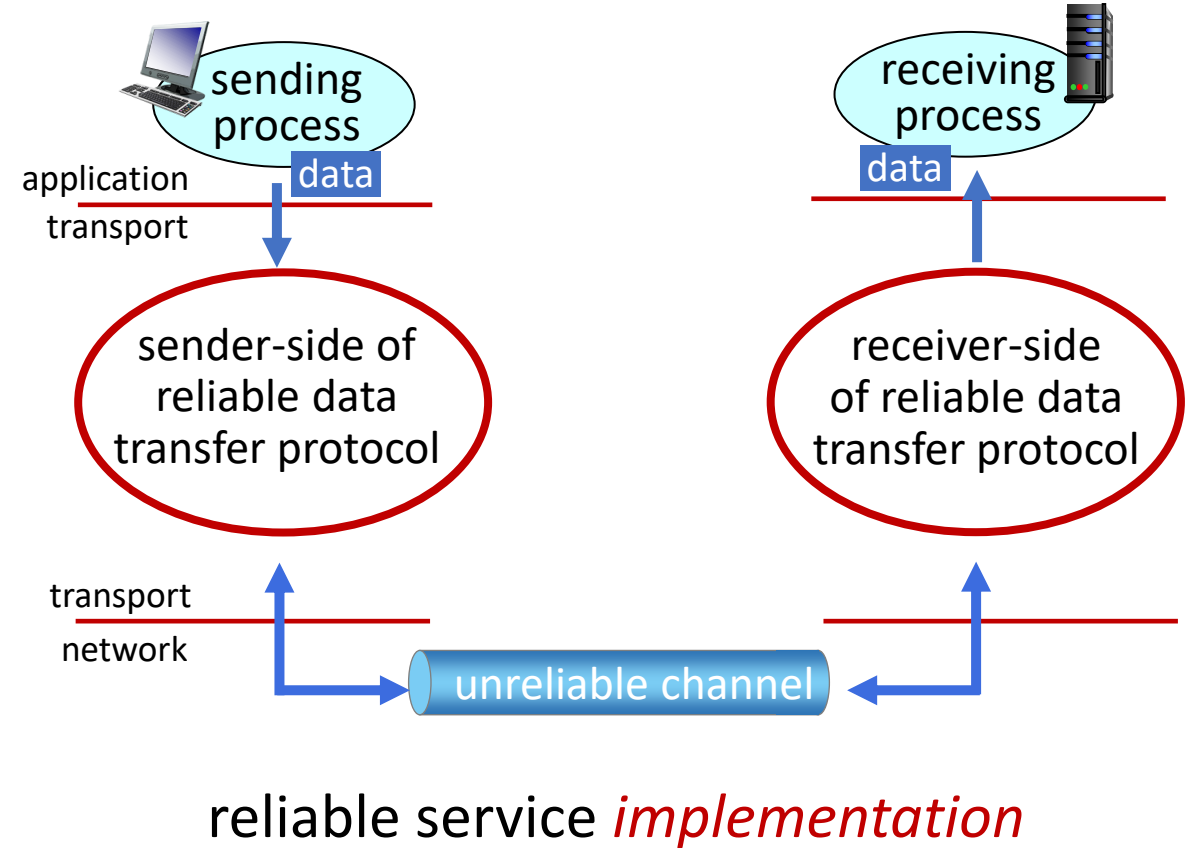 sending
process
data
receiving
process
data
application
transport
sender-side of
reliable data
transfer protocol
receiver-side
of reliable data
transfer protocol
transport
network
unreliable channel
reliable service implementation